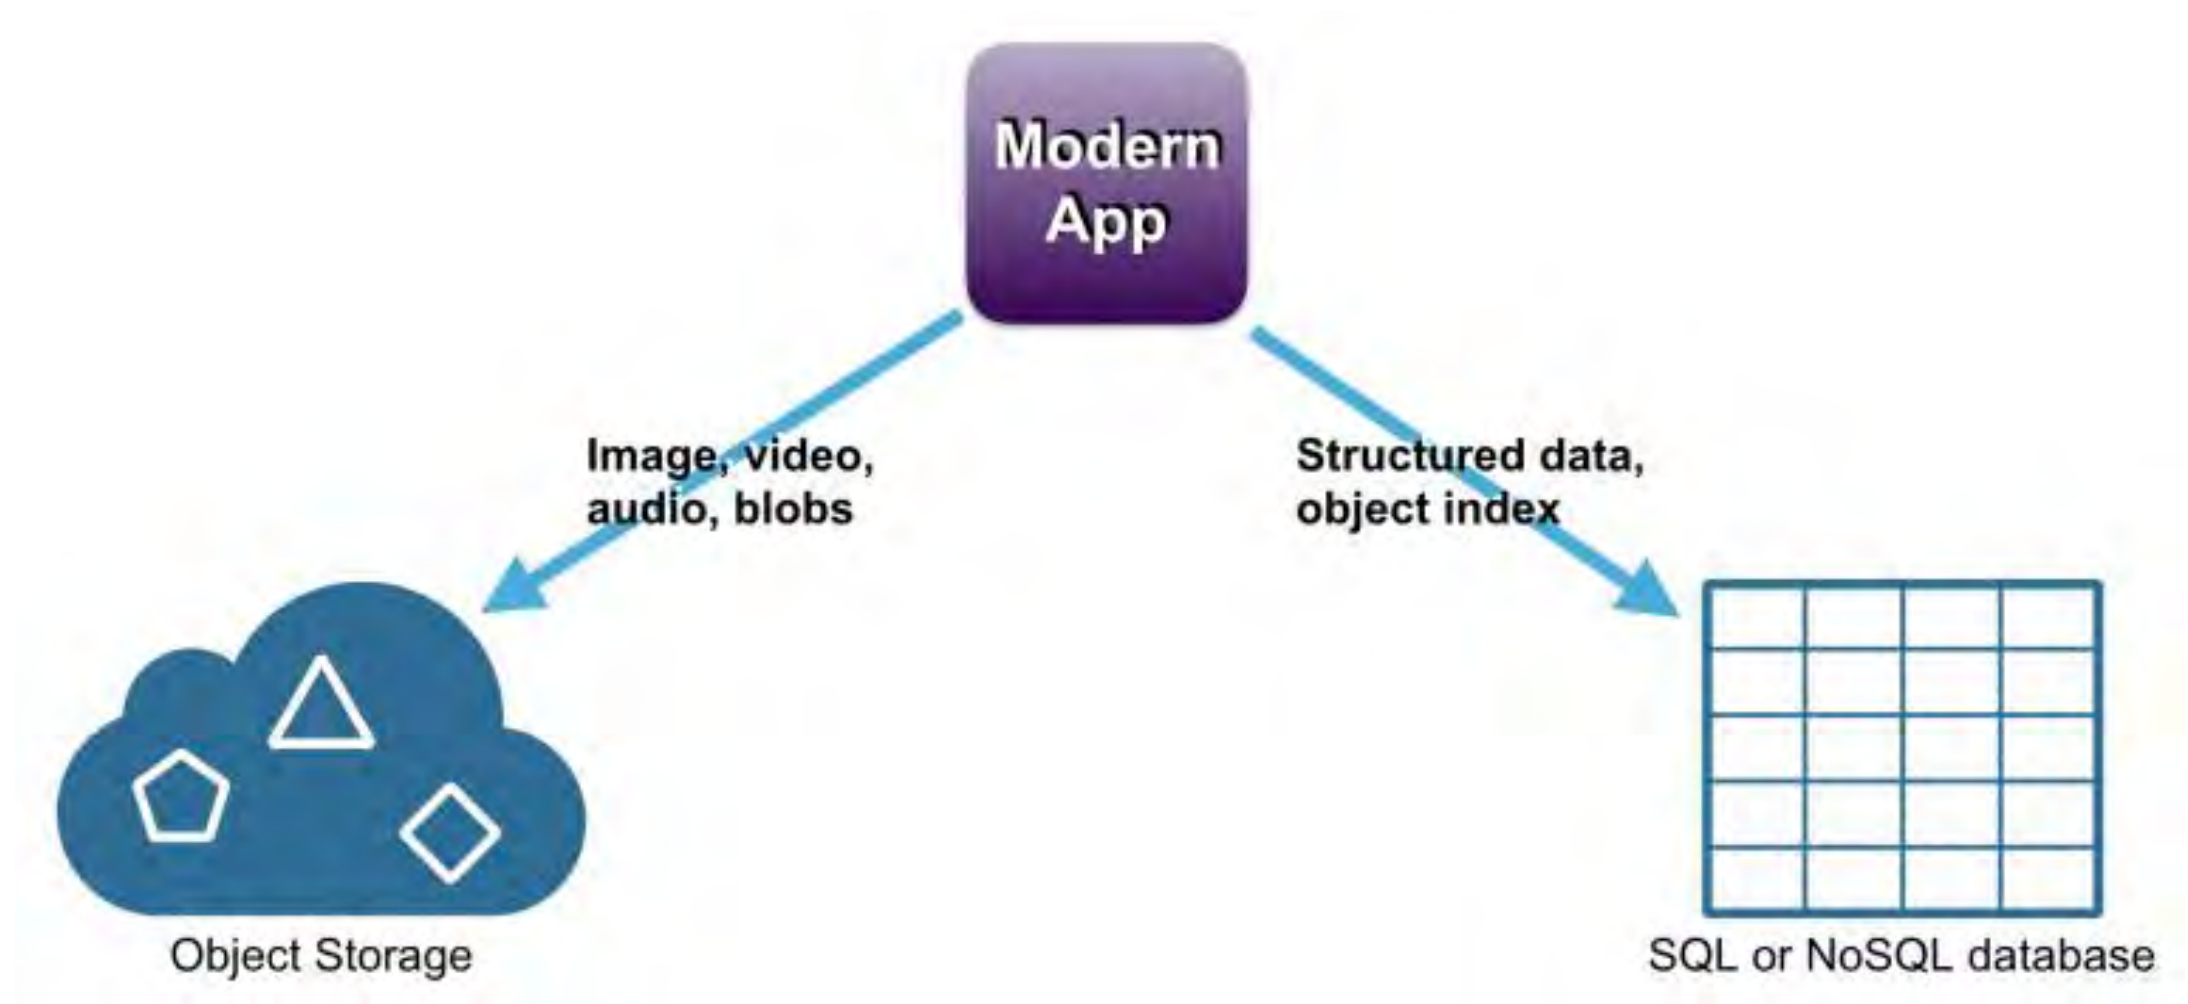 Modern
App
Image, video,
audio, blobs
Structured data,
object index
Object Storage
SQL or NoSQL database